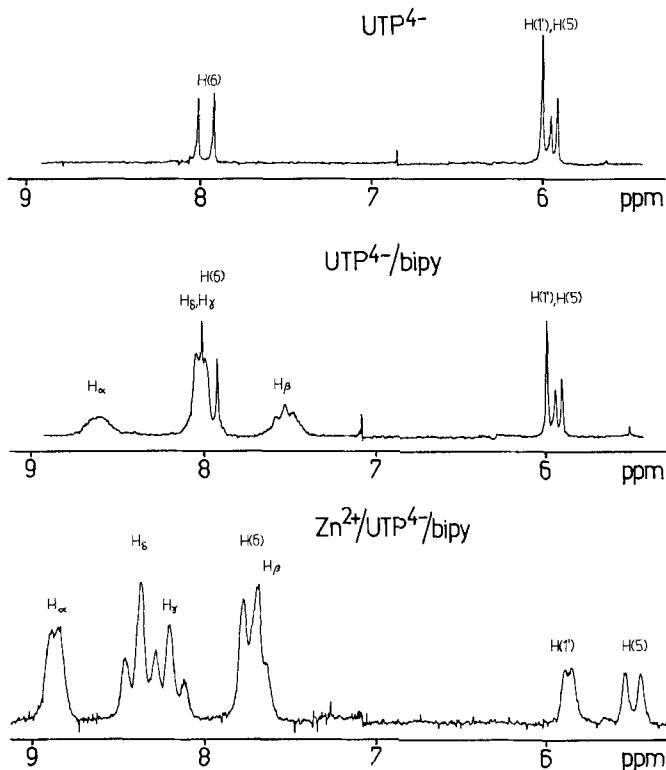 UTP⁴⁻
H(6)
H(1'),H(5)
9 8 7 6 ppm
UTP⁴⁻/bipy
H(6)
Hδ,Hγ
H(1'),H(5)
Hα
Hβ
9 8 7 6 ppm
Zn²⁺/UTP⁴⁻/bipy
Hδ
H(6)
Hβ
Hα
Hγ
H(1')
H(5)
9 8 7 6 ppm